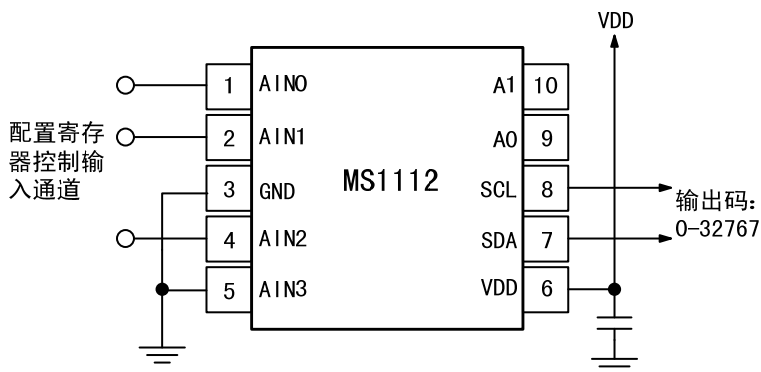 VDD
1 AIN0 A1 10
2 AIN1 A0 9
配置寄存
器控制输
入通道
MS1112
3 GND SCL 8
输出码:
0-32767
4 AIN2 SDA 7
5 AIN3 VDD 6